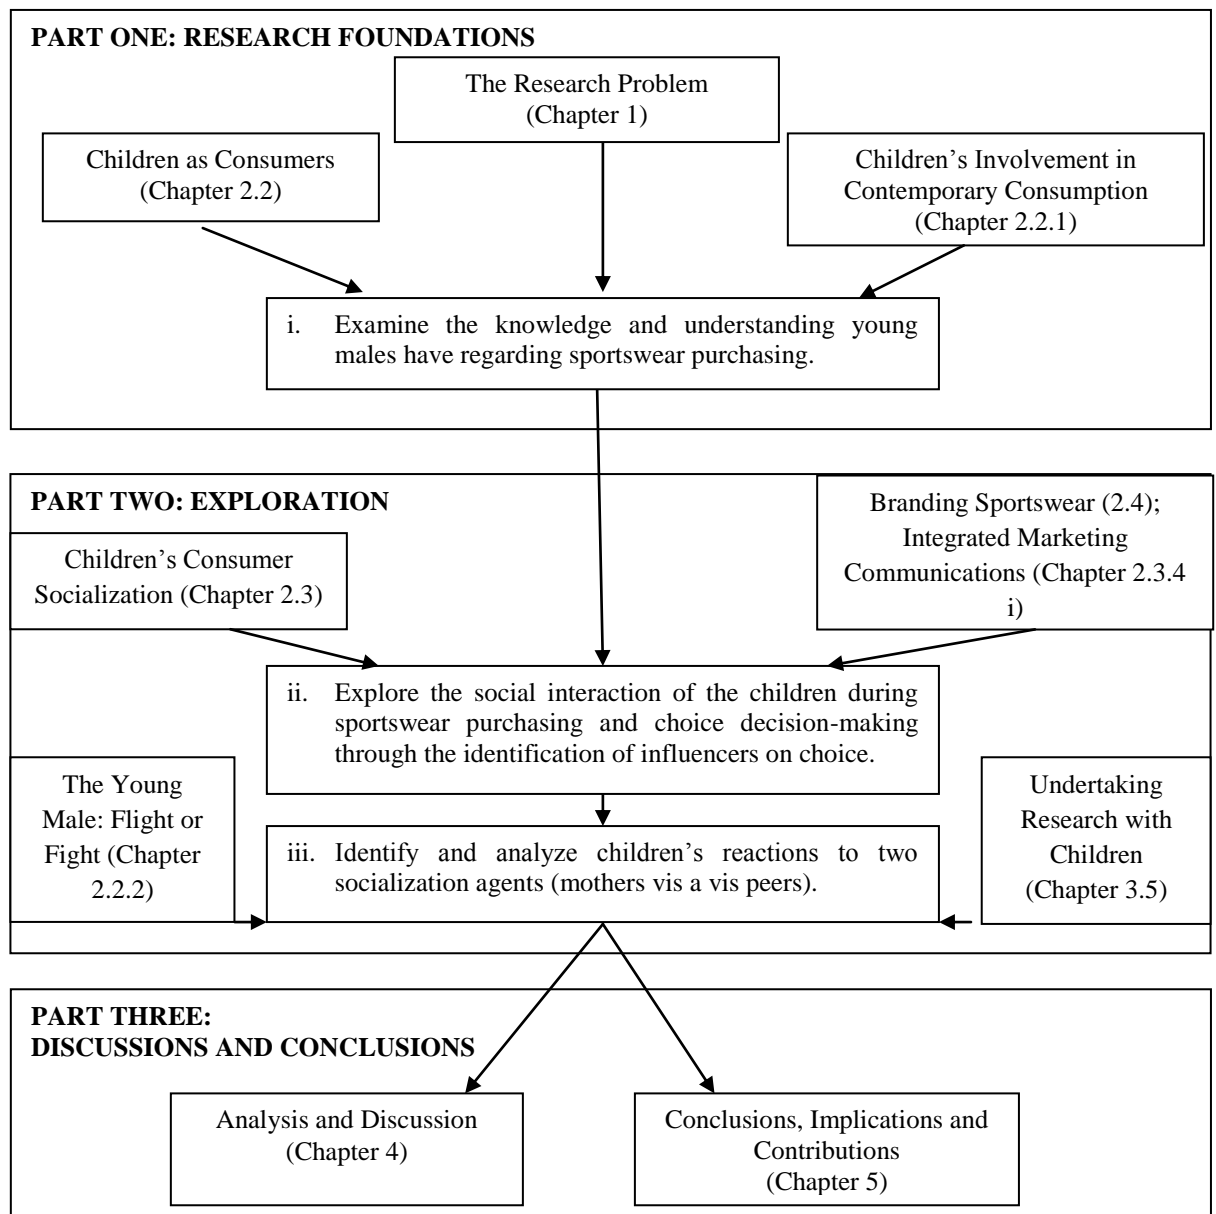 PART ONE: RESEARCH FOUNDATIONS
The Research Problem
(Chapter 1)
Children as Consumers
(Chapter 2.2)
Children’s Involvement in
Contemporary Consumption
(Chapter 2.2.1)
i. Examine the knowledge and understanding young
males have regarding sportswear purchasing.
PART TWO: EXPLORATION
Children’s Consumer
Socialization (Chapter 2.3)
Branding Sportswear (2.4);
Integrated Marketing
Communications (Chapter 2.3.4
i)
ii. Explore the social interaction of the children during
sportswear purchasing and choice decision-making
through the identification of influencers on choice.
The Young
Male: Flight or
Fight (Chapter
2.2.2)
iii. Identify and analyze children’s reactions to two
socialization agents (mothers vis a vis peers).
Undertaking
Research with
Children
(Chapter 3.5)
PART THREE:
DISCUSSIONS AND CONCLUSIONS
Analysis and Discussion
(Chapter 4)
Conclusions, Implications and
Contributions
(Chapter 5)